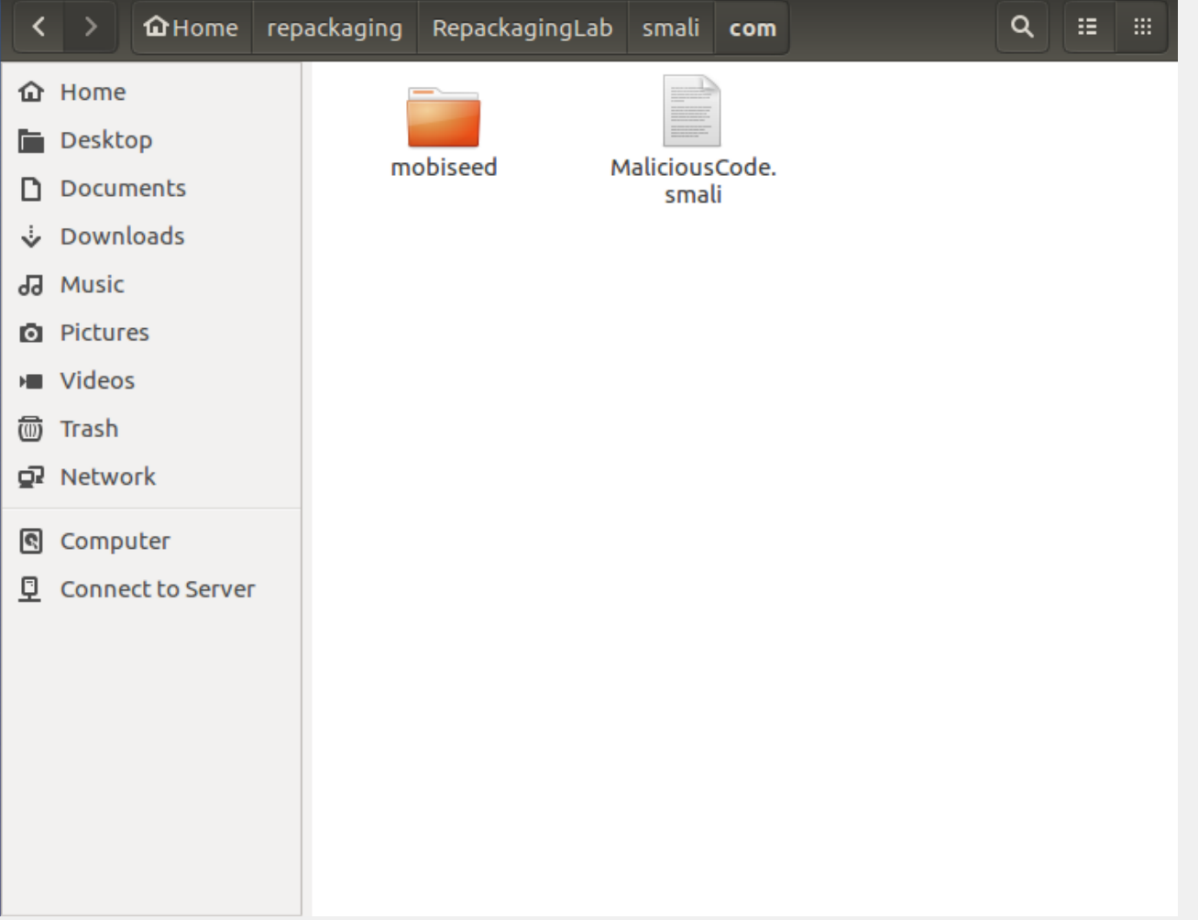 Home repackaging RepackagingLab smali com
Home
Desktop
Documents
Downloads
Music
Pictures
Videos
Trash
Network
Computer
Connect to Server
mobiseed
MaliciousCode.
smali